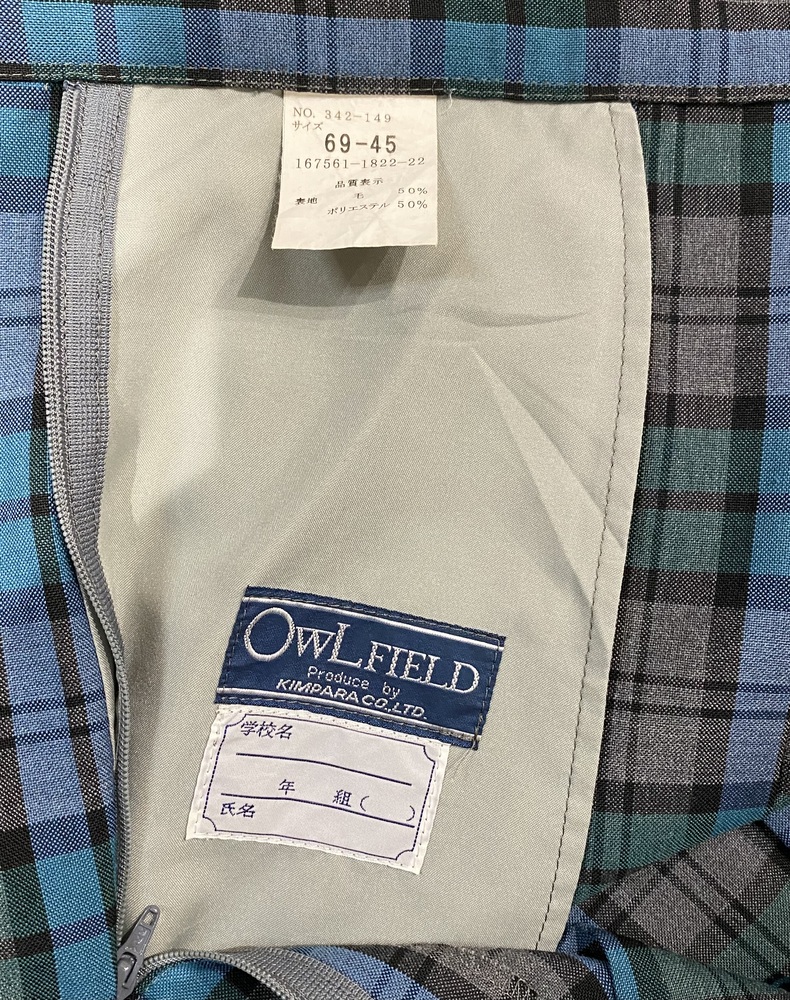 NO. 342-149
サイズ
69-45
167561-1822-22
品質表示
表地 毛 50%
ポリエステル 50%
OWLFIELD
Produce by
KIMPARA CO.LTD.
学校名
年 組( )
氏名